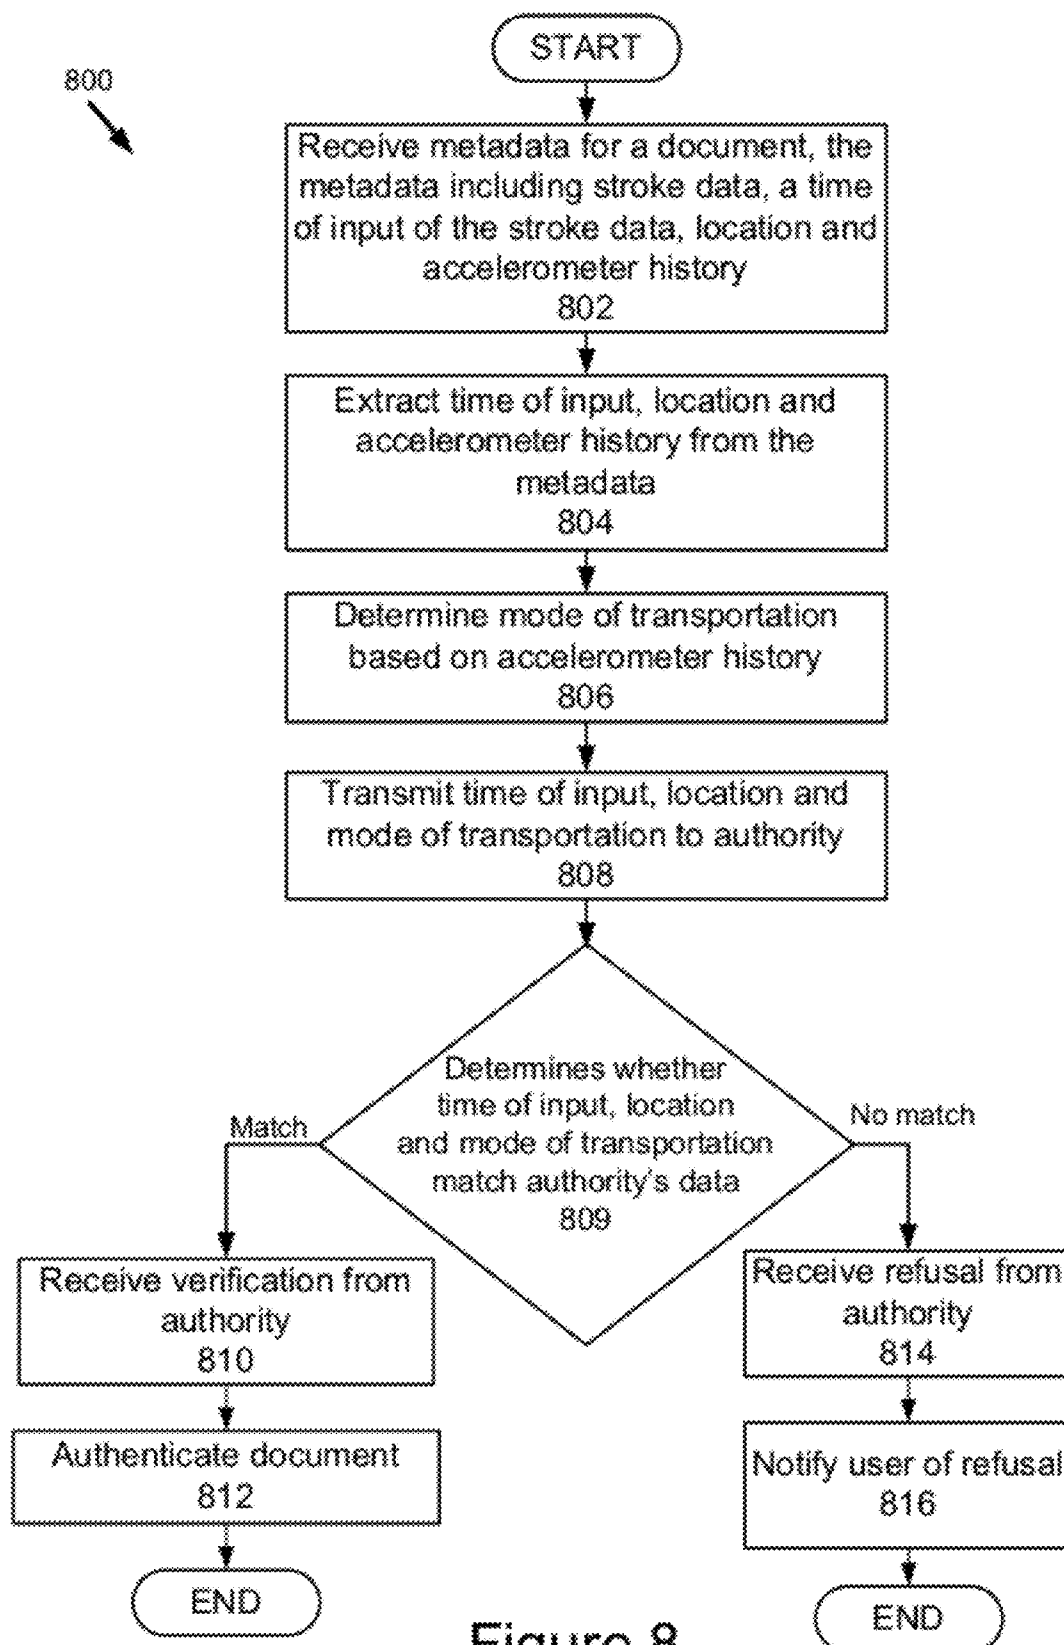 START
800
Receive metadata for a document, the
metadata including stroke data, a time
of input of the stroke data, location and
accelerometer history
802
Extract time of input, location and
accelerometer history from the
metadata
804
Determine mode of transportation
based on accelerometer history
806
Transmit time of input, location and
mode of transportation to authority
808
Determines whether
time of input, location
and mode of transportation
match authority's data
809
Match
No match
Receive verification from
authority
810
Authenticate document
812
END
Receive refusal from
authority
814
Notify user of refusal
816
END
Figure 8